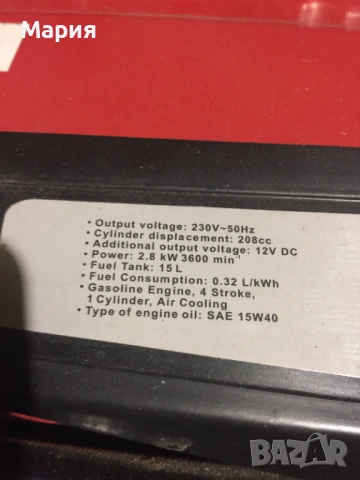 Мария
• Output voltage: 230V~50Hz
• Cylinder displacement: 208cc
• Additional output voltage: 12V DC
• Power: 2.8 kW 3600 min⁻
• Fuel Tank: 15 L
• Fuel Consumption: 0.32 L/kWh
• Gasoline Engine, 4 Stroke,
1 Cylinder, Air Cooling
• Type of engine oil: SAE 15W40
BAZAR